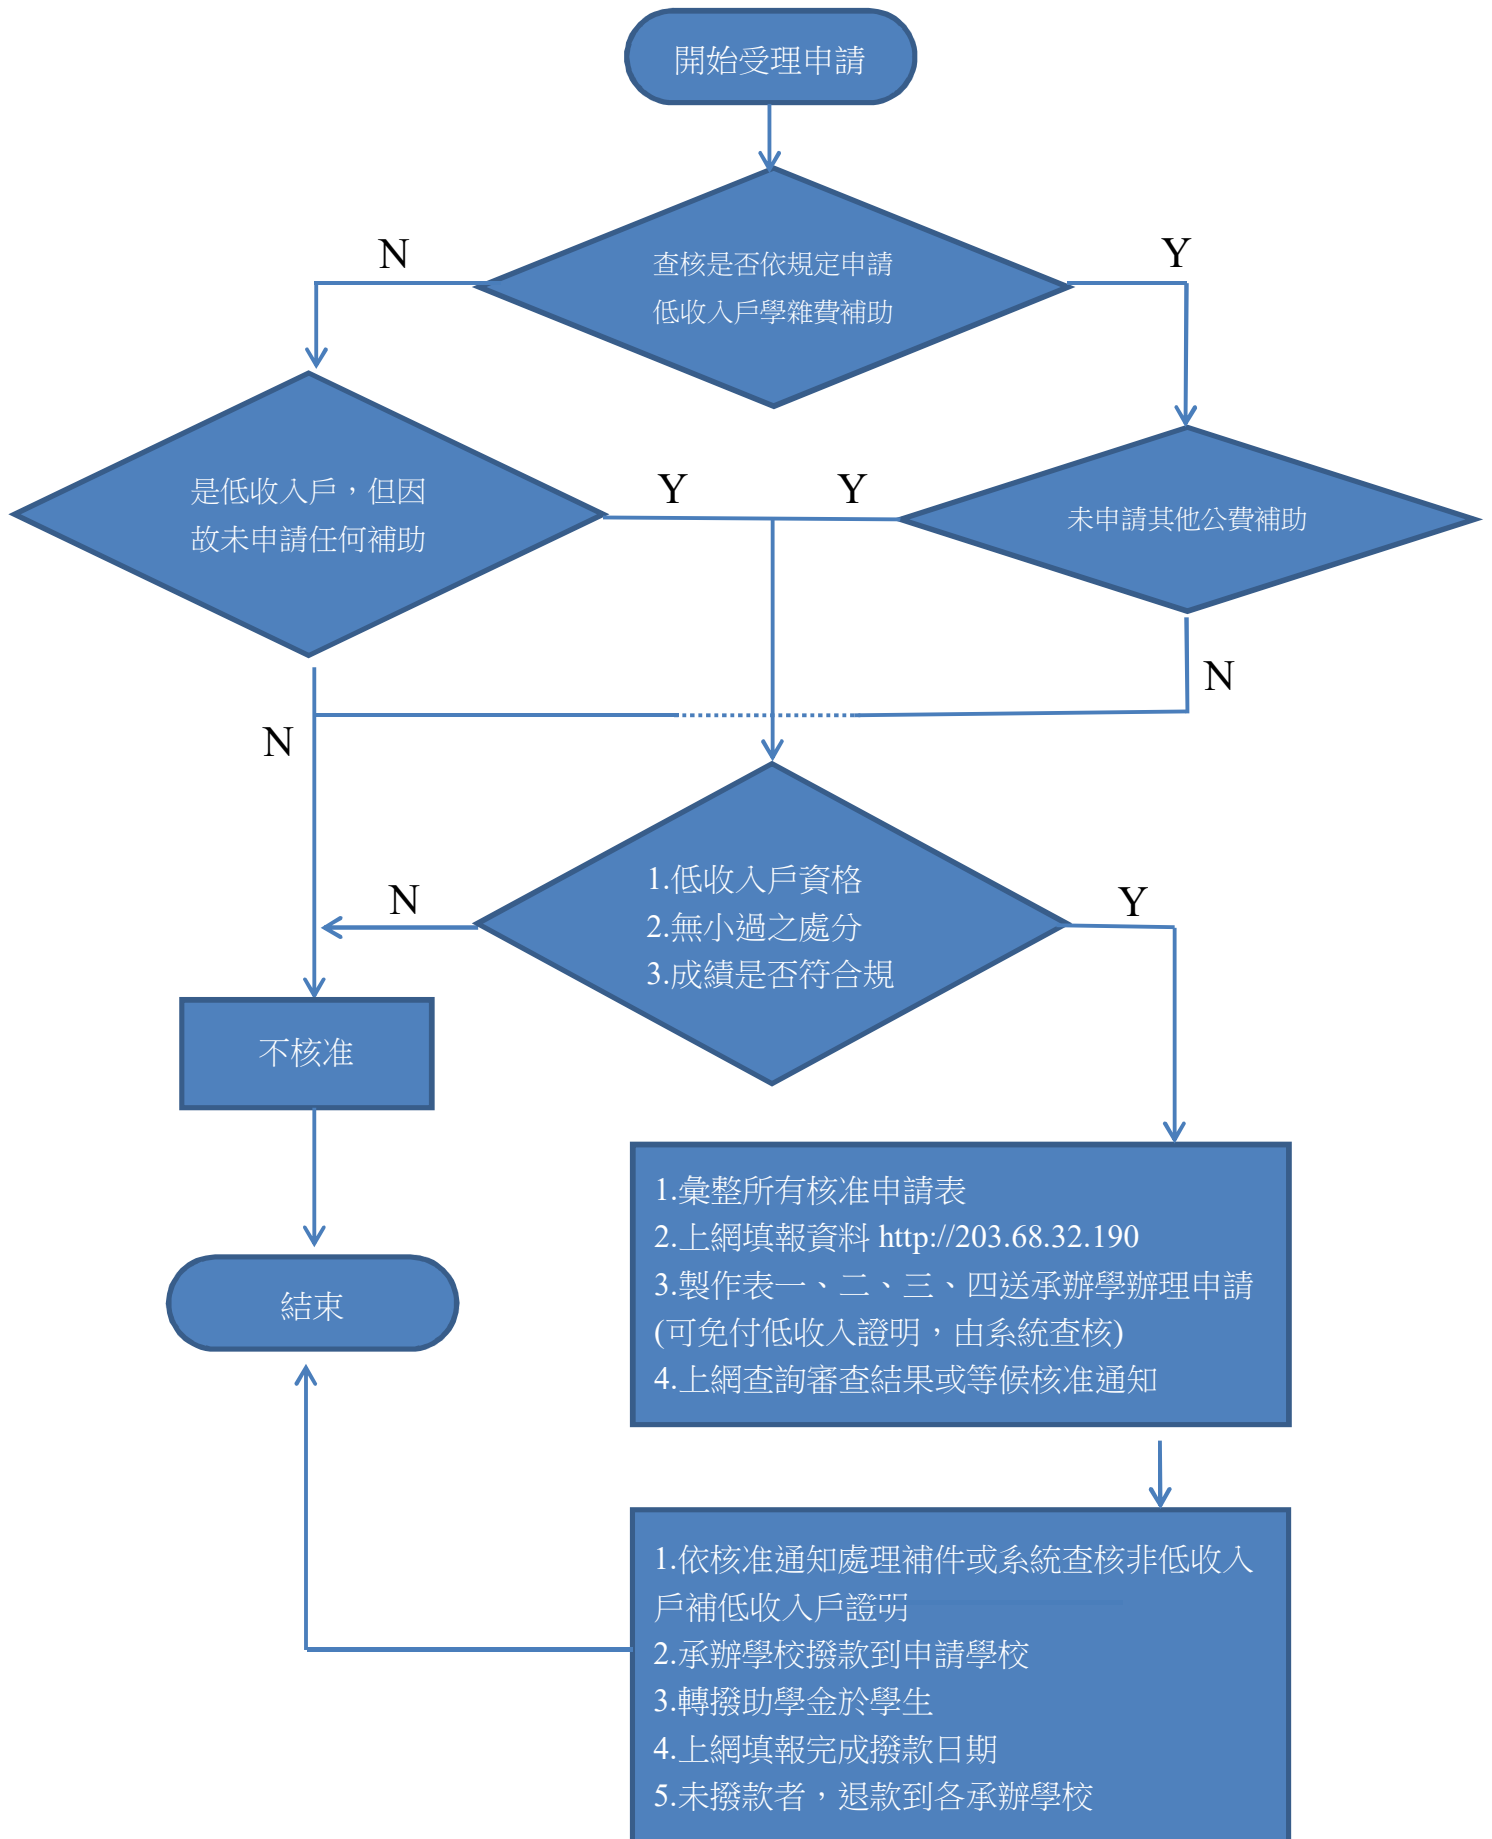 開始受理申請
N
Y
查核是否依規定申請
低收入戶學雜費補助
是低收入戶，但因
故未申請任何補助
Y
Y
未申請其他公費補助
N
N
1.低收入戶資格
2.無小過之處分
3.成績是否符合規
N
Y
不核准
1.彙整所有核准申請表
2.上網填報資料 http://203.68.32.190
3.製作表一、二、三、四送承辦學辦理申請
(可免付低收入證明，由系統查核)
4.上網查詢審查結果或等候核准通知
結束
1.依核准通知處理補件或系統查核非低收入
戶補低收入戶證明
2.承辦學校撥款到申請學校
3.轉撥助學金於學生
4.上網填報完成撥款日期
5.未撥款者，退款到各承辦學校